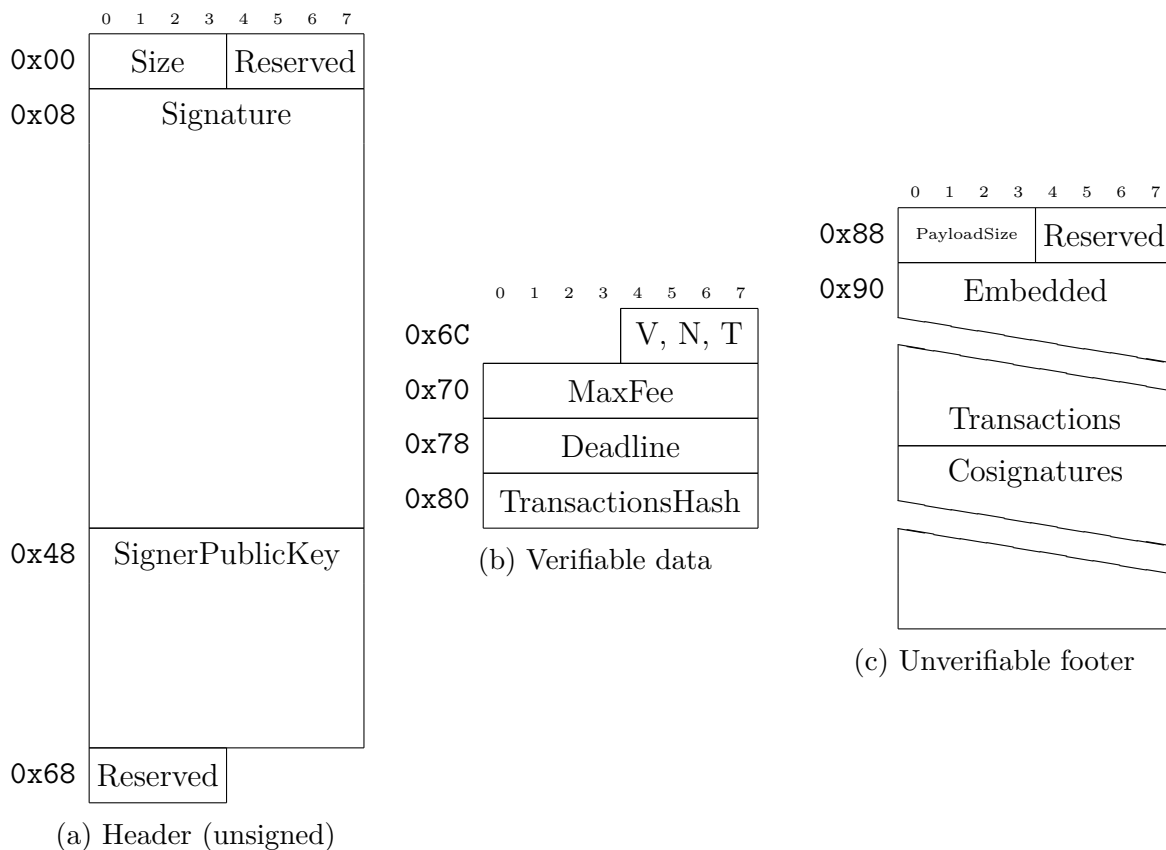 0 1 2 3 4 5 6 7
0x00 Size Reserved
0x08 Signature
0x48 SignerPublicKey
0x68 Reserved
(a) Header (unsigned)
0 1 2 3 4 5 6 7
0x6C V, N, T
0x70 MaxFee
0x78 Deadline
0x80 TransactionsHash
(b) Verifiable data
0 1 2 3 4 5 6 7
0x88 PayloadSize Reserved
0x90 Embedded
Transactions
Cosignatures
(c) Unverifiable footer